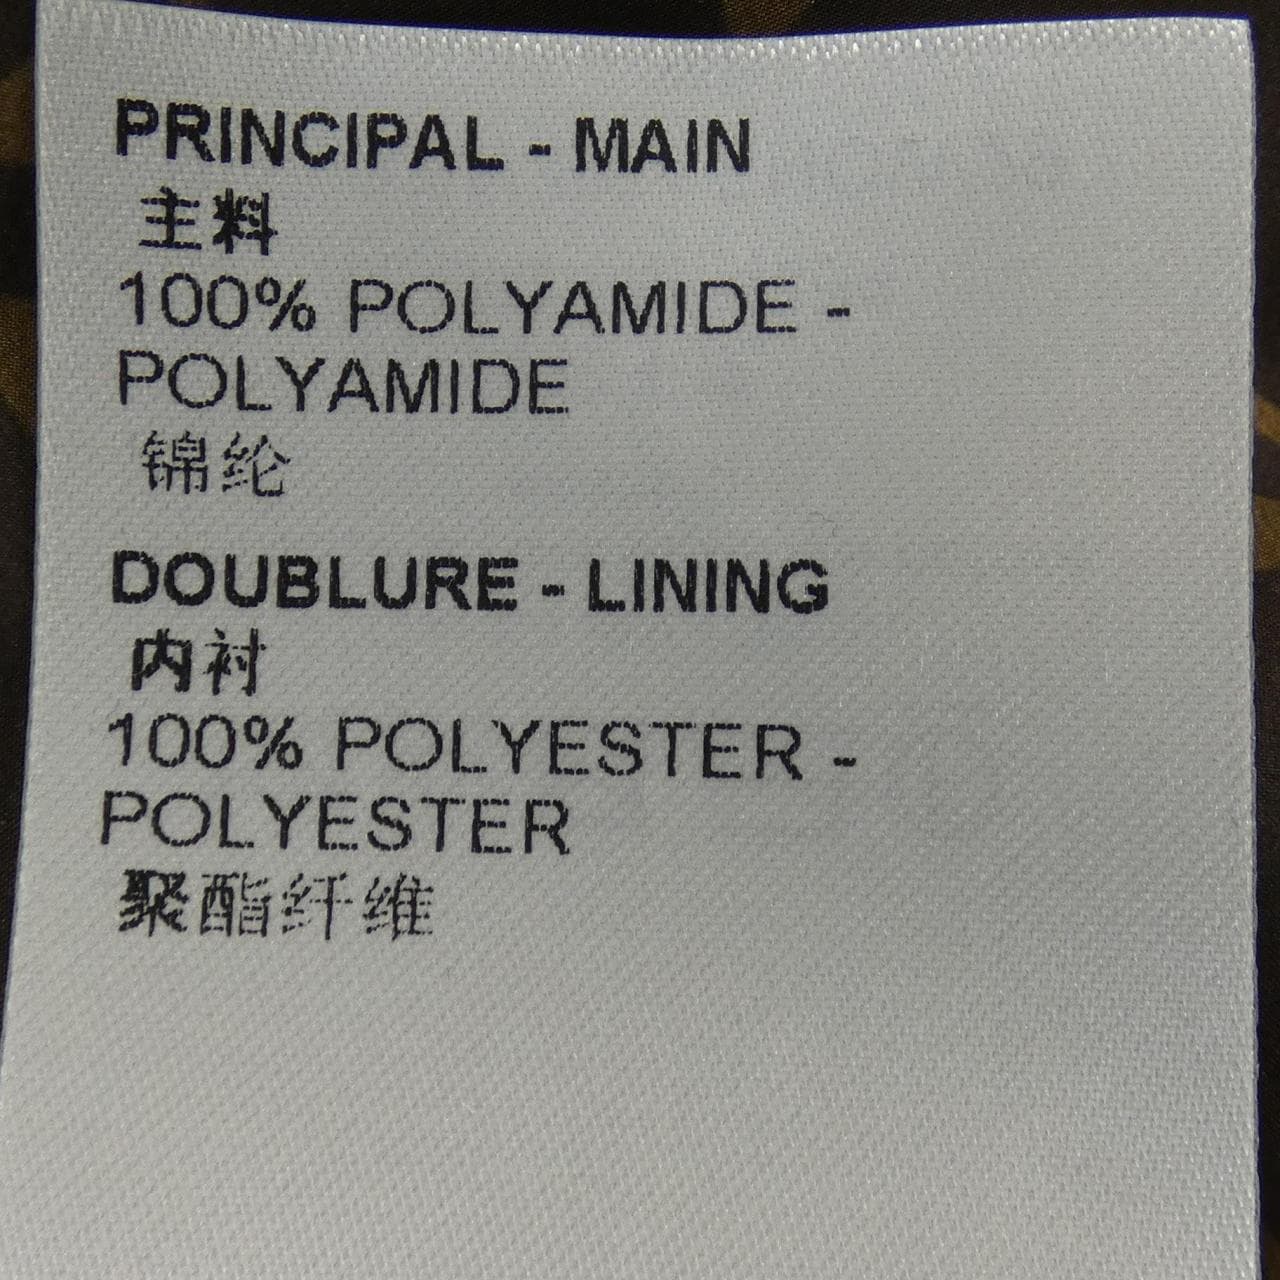 PRINCIPAL - MAIN
主料
100% POLYAMIDE -
POLYAMIDE
锦纶
DOUBLURE - LINING
内衬
100% POLYESTER -
POLYESTER
聚酯纤维